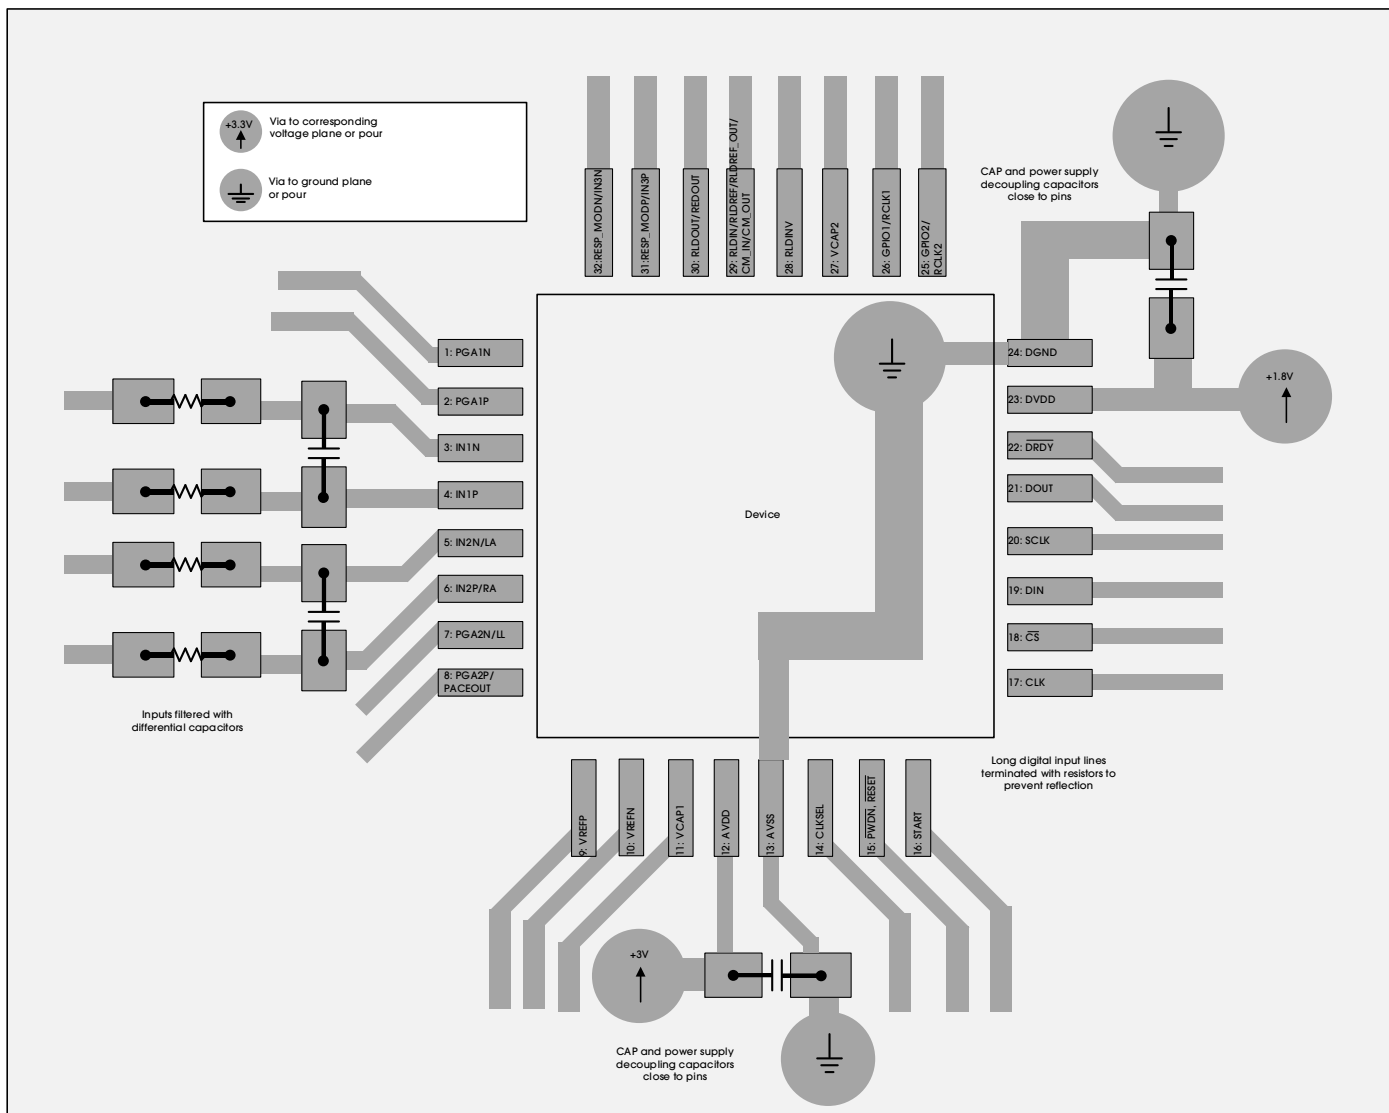 +3.3V
Via to corresponding
voltage plane or pour
Via to ground plane
or pour
32:RESP_MODN/IN3N
31:RESP_MODP/IN3P
30: RLDOUT/REDOUT
29: RLDIN/RLDREF/RLDREF_OUT/
CM_IN/CM_OUT
28: RLDINV
27: VCAP2
26: GPIO1/RCLK1
25: GPIO2/
RCLK2
CAP and power supply
decoupling capacitors
close to pins
1: PGA1N
2: PGA1P
3: IN1N
4: IN1P
5: IN2N/LA
6: IN2P/RA
7: PGA2N/LL
8: PGA2P/
PACEOUT
Inputs filtered with
differential capacitors
Device
24: DGND
23: DVDD
+1.8V
22: DRDY
21: DOUT
20: SCLK
19: DIN
18: CS
17: CLK
Long digital input lines
terminated with resistors to
prevent reflection
9: VREFP
10: VREFN
11: VCAP1
12: AVDD
13: AVSS
14: CLKSEL
15: PWDN, RESET
16: START
+3V
CAP and power supply
decoupling capacitors
close to pins